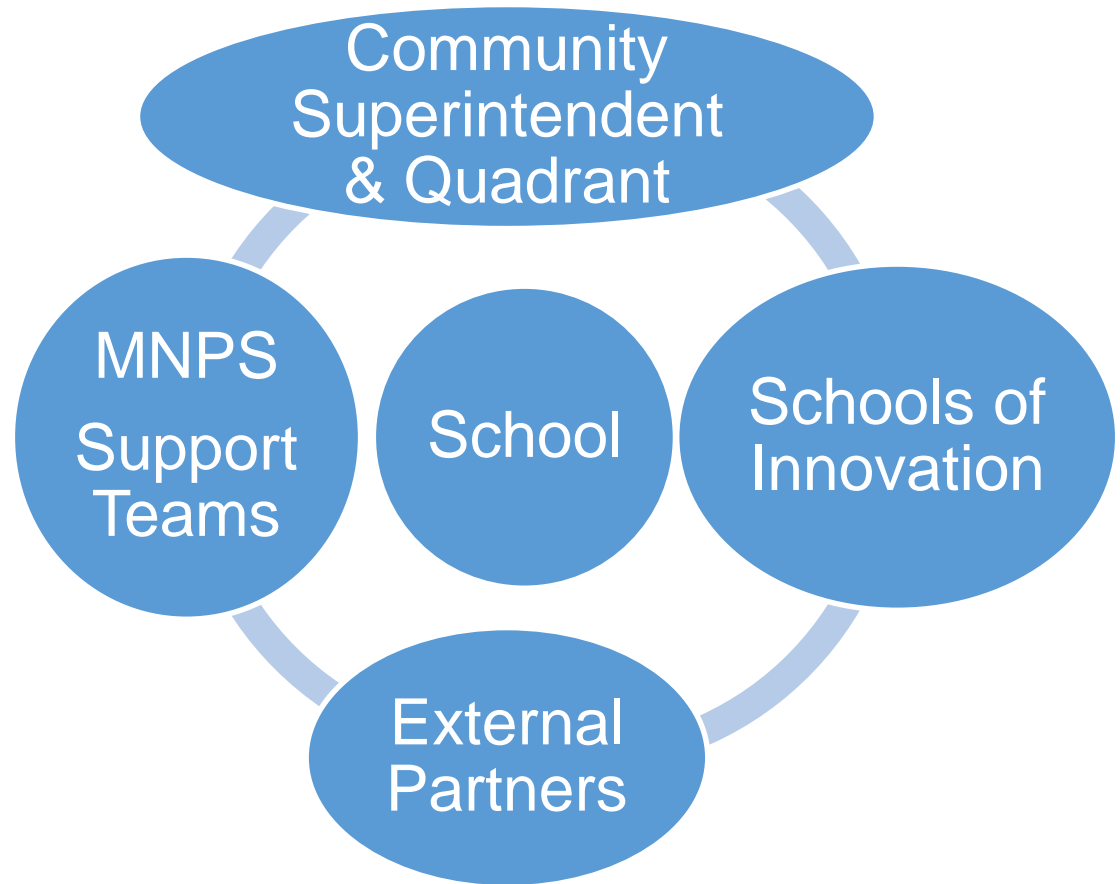 Community
Superintendent
& Quadrant
MNPS
Support
Teams
School
Schools of
Innovation
External
Partners